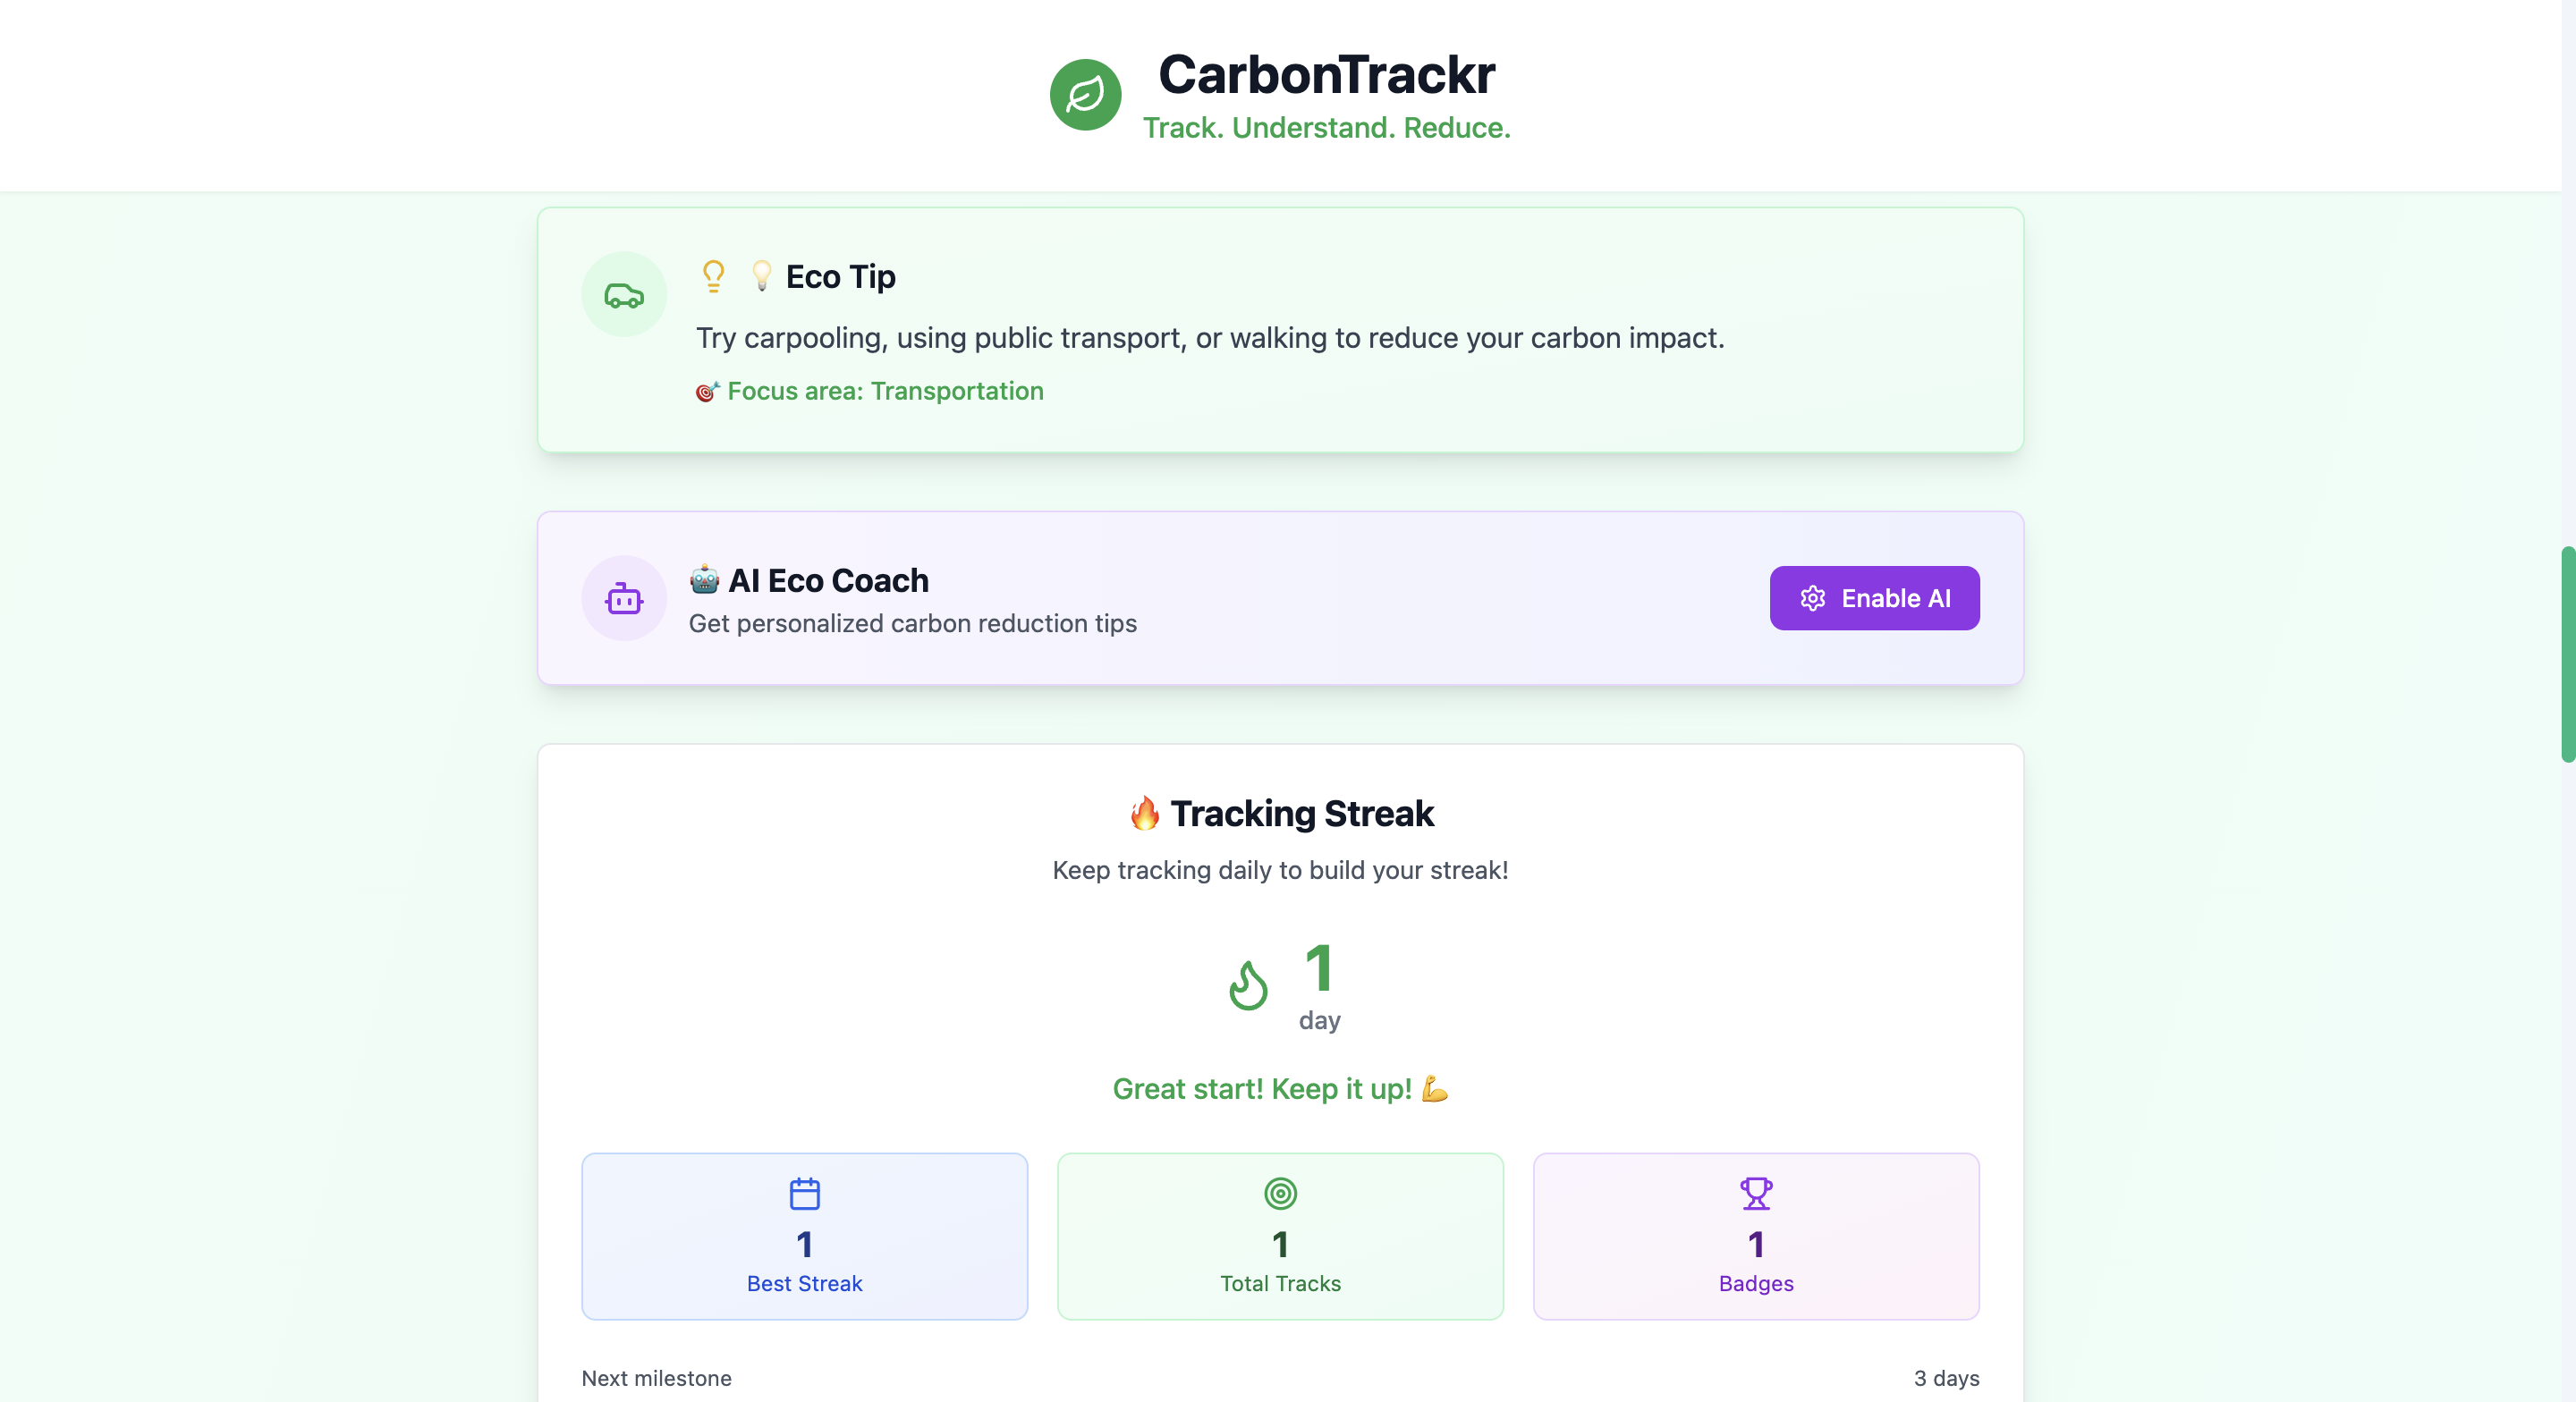 CarbonTrackr
Track. Understand. Reduce.
💡 Eco Tip
Try carpooling, using public transport, or walking to reduce your carbon impact.
🎯 Focus area: Transportation
🤖 AI Eco Coach
Get personalized carbon reduction tips
Enable AI
🔥 Tracking Streak
Keep tracking daily to build your streak!
1
day
Great start! Keep it up! 💪
1
Best Streak
1
Total Tracks
1
Badges
Next milestone
3 days